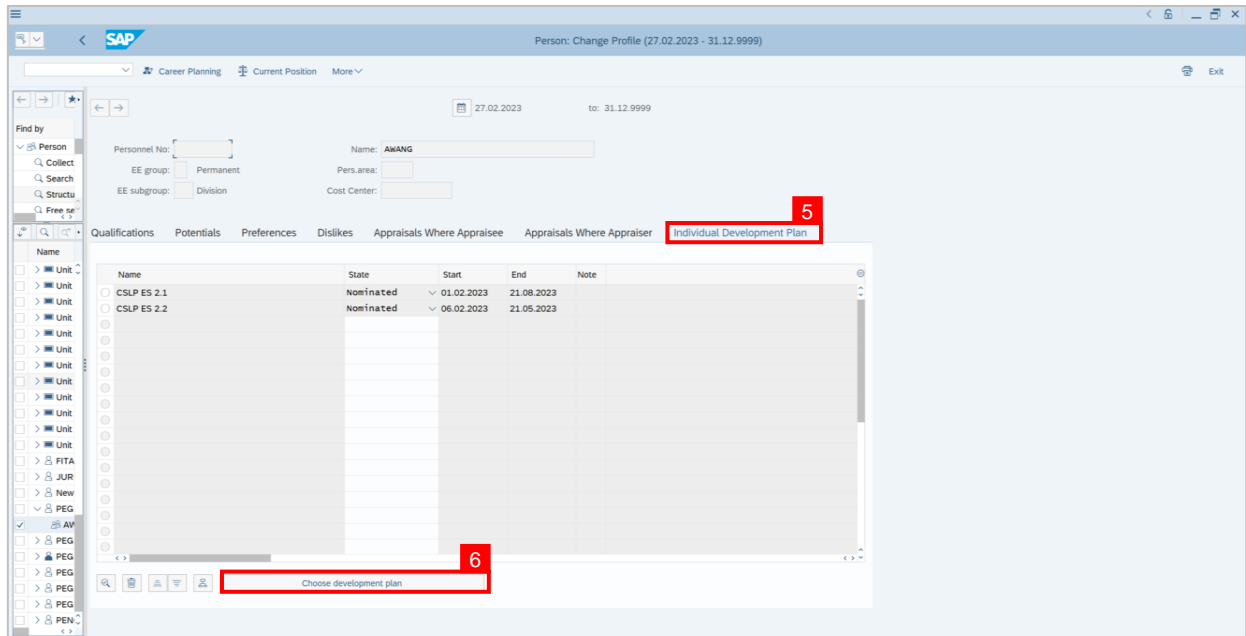 SAP
Person: Change Profile (27.02.2023 - 31.12.9999)
Career Planning Current Position More Exit
27.02.2023 to: 31.12.9999
Find by
Person
Collect
Search
Structu
Free se
Personnel No: Name: AWANG
EE group: Permanent Pers.area:
EE subgroup: Division Cost Center:
5
Qualifications Potentials Preferences Dislikes Appraisals Where Appraisee Appraisals Where Appraiser Individual Development Plan
Name
Unit
Unit
Unit
Unit
Unit
Unit
Unit
Unit
Unit
Unit
Unit
Unit
FITA
JUR
New
PEG
AW
PEG
PEG
PEG
PEG
PEG
PEN
Name State Start End Note
CSLP ES 2.1 Nominated 01.02.2023 21.08.2023
CSLP ES 2.2 Nominated 06.02.2023 21.05.2023
6
Choose development plan